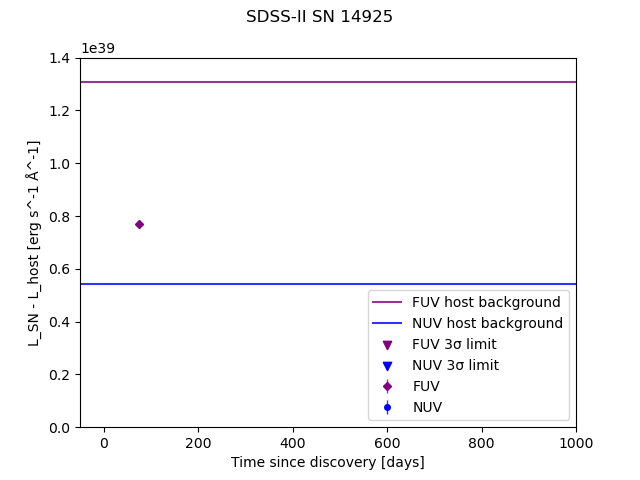 SDSS-II SN 14925
1e39
1.4
1.2
1.0
0.8
0.6
0.4
0.2
0.0
L_SN - L_host [erg s^-1 Å^-1]
FUV host background
NUV host background
FUV 3σ limit
NUV 3σ limit
FUV
NUV
0 200 400 600 800 1000
Time since discovery [days]